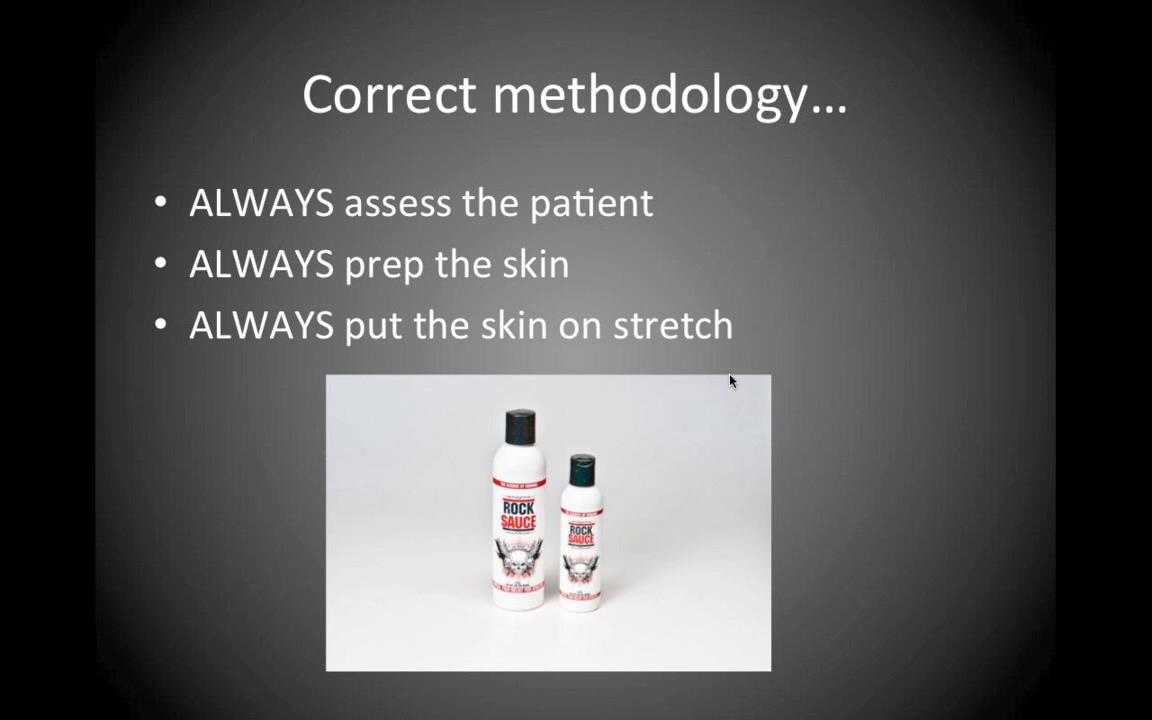 Correct methodology...
• ALWAYS assess the patient
• ALWAYS prep the skin
• ALWAYS put the skin on stretch
ROCK
SAUCE
ROCK
SAUCE